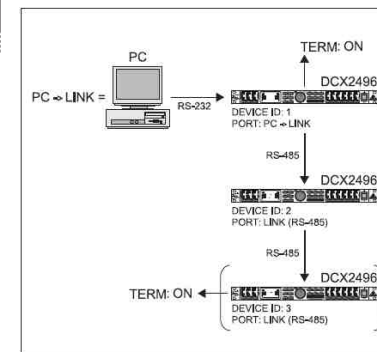 PC
TERM: ON
PC → LINK =
RS-232
DCX2496
DEVICE ID: 1
PORT: PC → LINK
RS-485
DCX2496
DEVICE ID: 2
PORT: LINK (RS-485)
RS-485
DCX2496
TERM: ON
DEVICE ID: 3
PORT: LINK (RS-485)